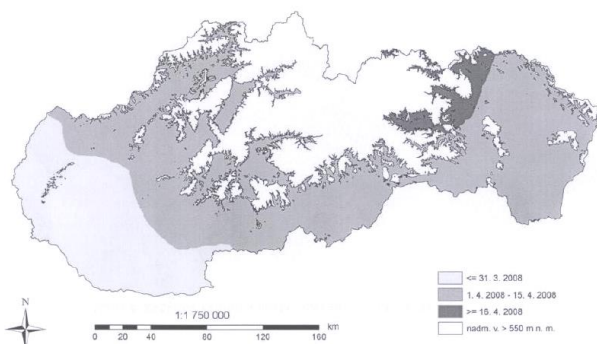 <= 31. 3. 2008
1. 4. 2008 - 15. 4. 2008
>= 16. 4. 2008
nadm. v. > 550 m n. m.
N
1:1 750 000
km
0 10 20 40 80 120 160